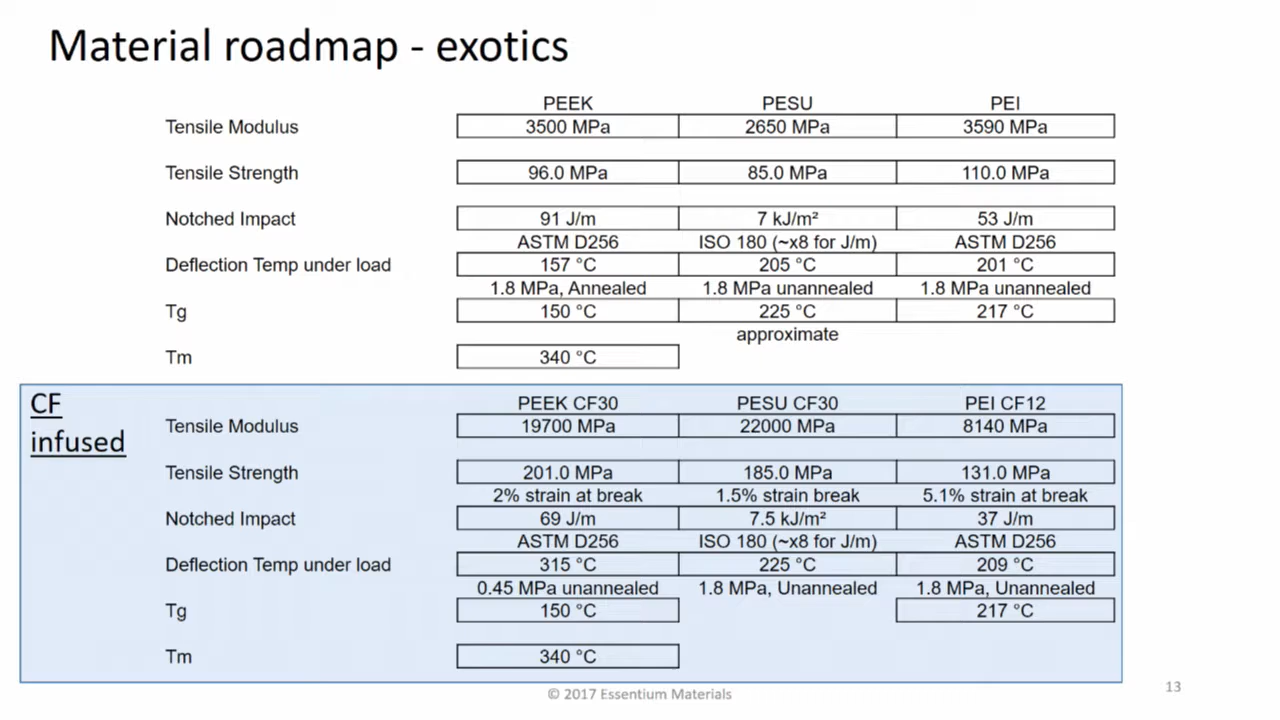 Material roadmap - exotics
PEEK PESU PEI
Tensile Modulus 3500 MPa 2650 MPa 3590 MPa
Tensile Strength 96.0 MPa 85.0 MPa 110.0 MPa
Notched Impact 91 J/m 7 kJ/m² 53 J/m
ASTM D256 ISO 180 (~x8 for J/m) ASTM D256
Deflection Temp under load 157 °C 205 °C 201 °C
1.8 MPa, Annealed 1.8 MPa unannealed 1.8 MPa unannealed
Tg 150 °C 225 °C 217 °C
approximate
Tm 340 °C
CF
infused
PEEK CF30 PESU CF30 PEI CF12
Tensile Modulus 19700 MPa 22000 MPa 8140 MPa
Tensile Strength 201.0 MPa 185.0 MPa 131.0 MPa
2% strain at break 1.5% strain break 5.1% strain at break
Notched Impact 69 J/m 7.5 kJ/m² 37 J/m
ASTM D256 ISO 180 (~x8 for J/m) ASTM D256
Deflection Temp under load 315 °C 225 °C 209 °C
0.45 MPa unannealed 1.8 MPa, Unannealed 1.8 MPa, Unannealed
Tg 150 °C 217 °C
Tm 340 °C
© 2017 Essentium Materials
13